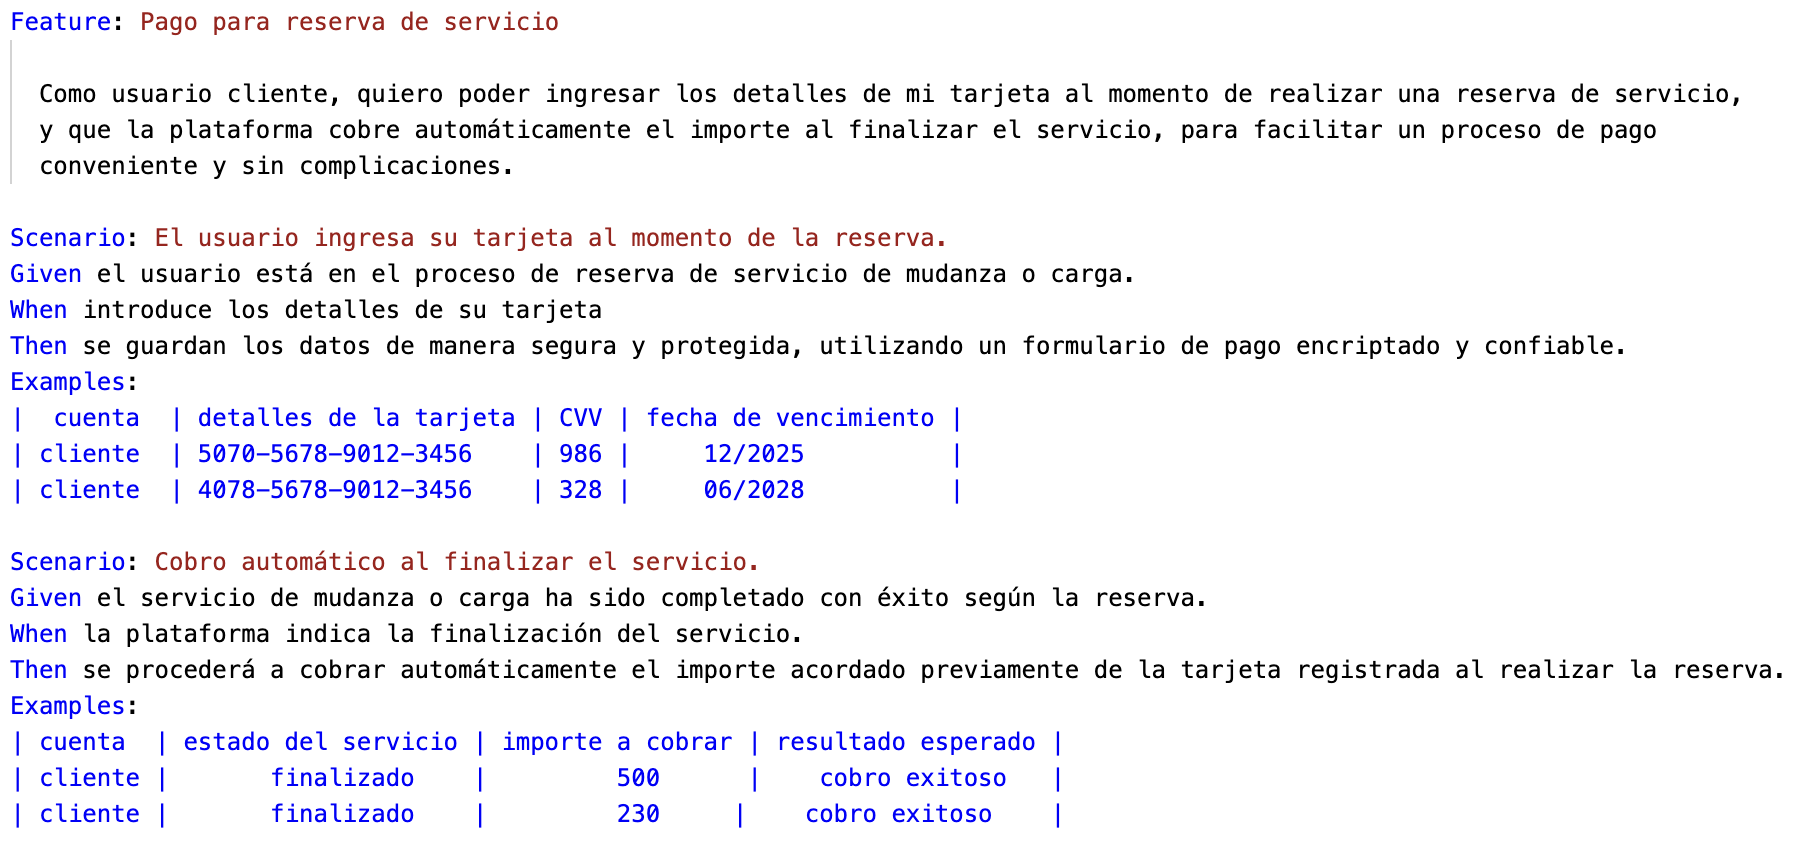 Feature: Pago para reserva de servicio
Como usuario cliente, quiero poder ingresar los detalles de mi tarjeta al momento de realizar una reserva de servicio,
y que la plataforma cobre automáticamente el importe al finalizar el servicio, para facilitar un proceso de pago
conveniente y sin complicaciones.
Scenario: El usuario ingresa su tarjeta al momento de la reserva.
Given el usuario está en el proceso de reserva de servicio de mudanza o carga.
When introduce los detalles de su tarjeta
Then se guardan los datos de manera segura y protegida, utilizando un formulario de pago encriptado y confiable.
Examples:
|  cuenta  | detalles de la tarjeta | CVV | fecha de vencimiento |
| cliente  | 5070-5678-9012-3456    | 986 |     12/2025          |
| cliente  | 4078-5678-9012-3456    | 328 |     06/2028          |
Scenario: Cobro automático al finalizar el servicio.
Given el servicio de mudanza o carga ha sido completado con éxito según la reserva.
When la plataforma indica la finalización del servicio.
Then se procederá a cobrar automáticamente el importe acordado previamente de la tarjeta registrada al realizar la reserva.
Examples:
| cuenta  | estado del servicio | importe a cobrar | resultado esperado |
| cliente |       finalizado    |         500      |    cobro exitoso   |
| cliente |       finalizado    |         230     |    cobro exitoso    |